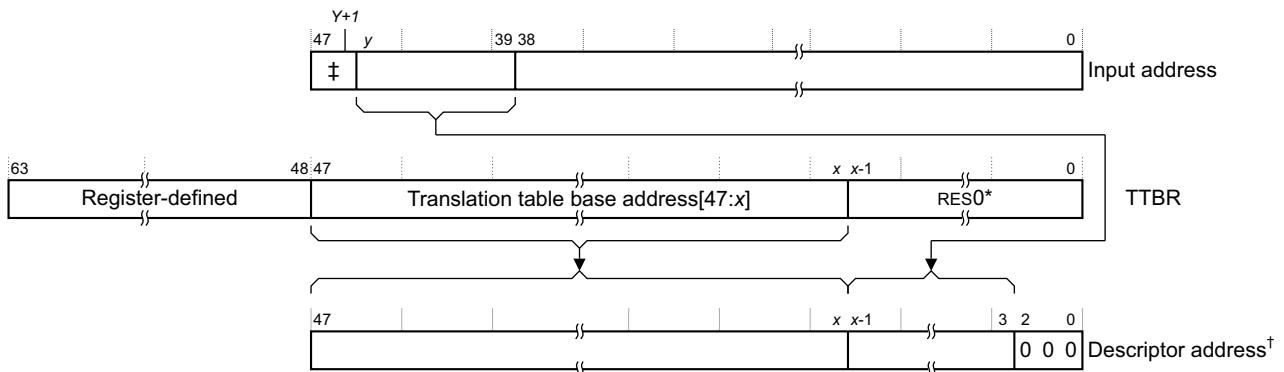 Y+1
47 y 39 38 0
‡ Input address
63 48 47 x x-1 0
Register-defined Translation table base address[47:x] RES0* TTBR
47 x x-1 3 2 0
0 0 0 Descriptor address†